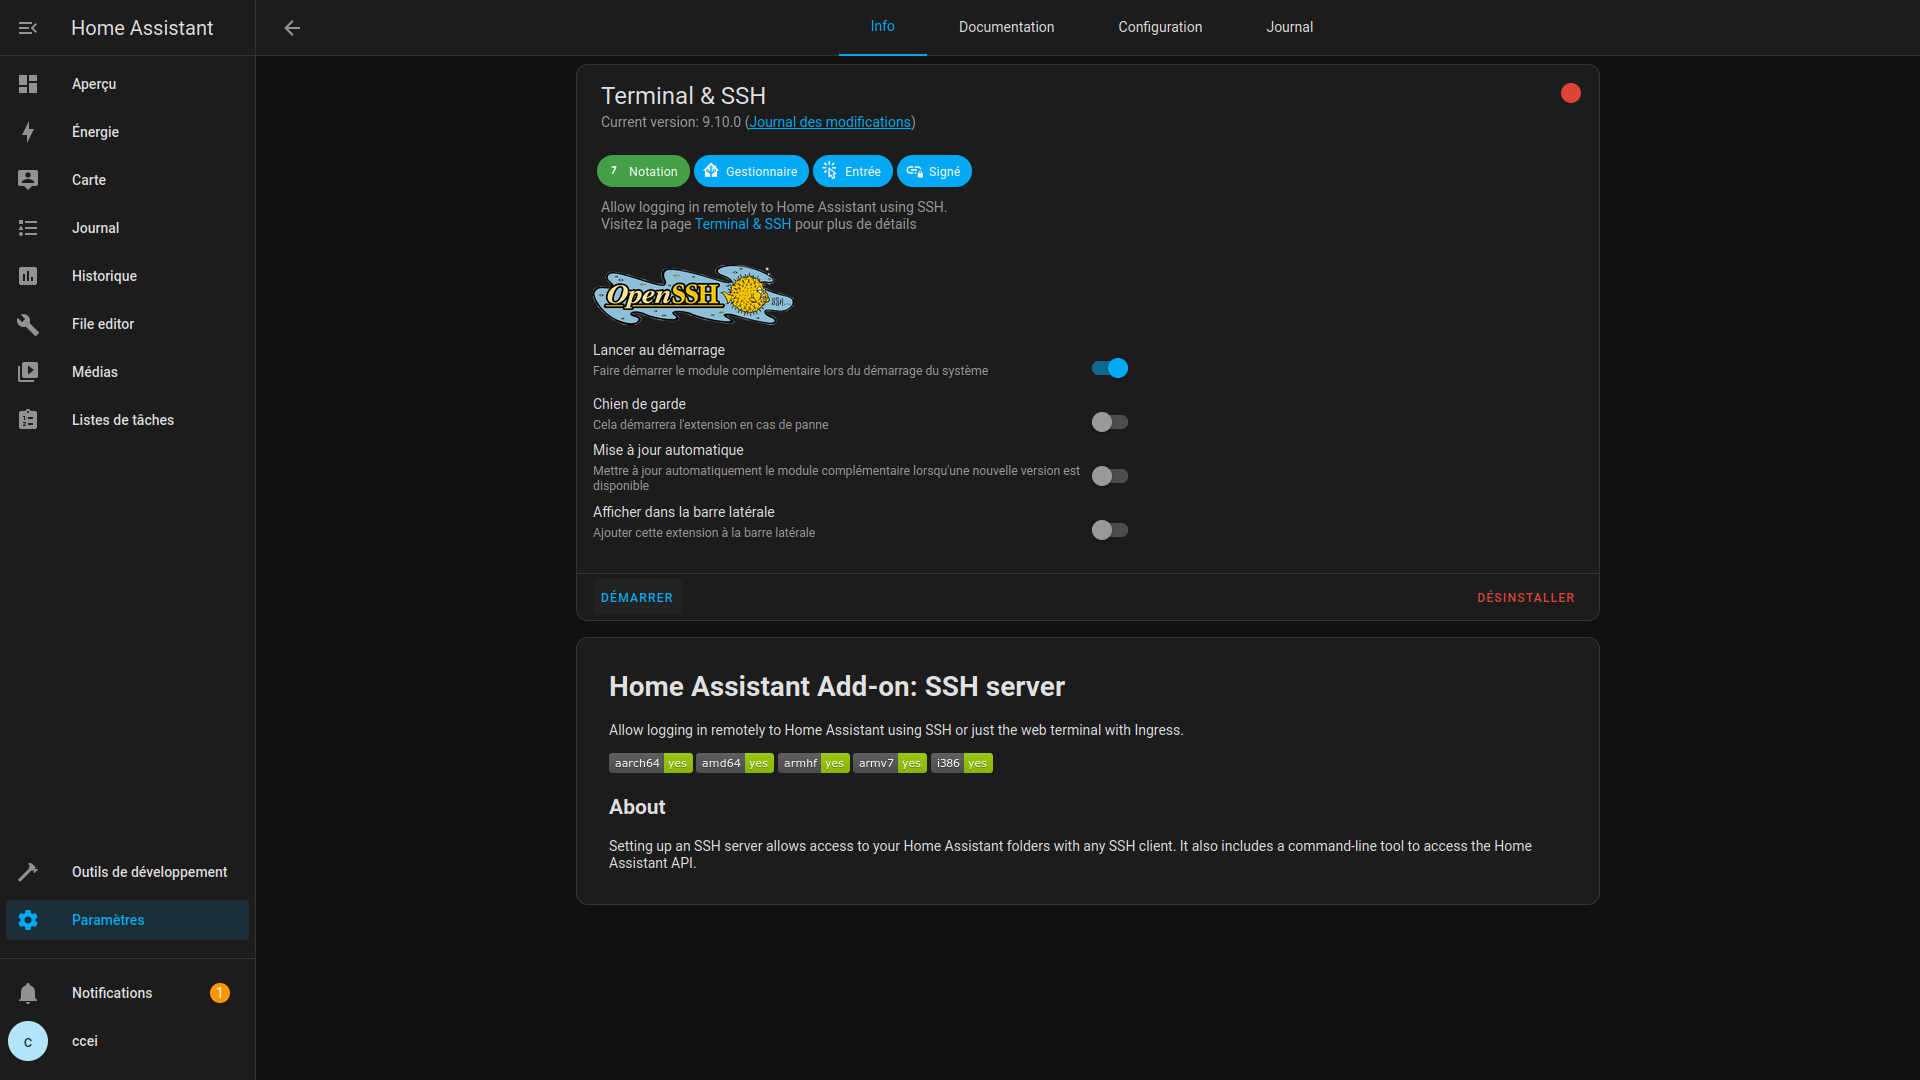 Home Assistant
Info
Documentation
Configuration
Journal
Aperçu
Énergie
Carte
Journal
Historique
File editor
Médias
Listes de tâches
Outils de développement
Paramètres
Notifications
1
c
ccei
Terminal & SSH
Current version: 9.10.0 (Journal des modifications)
7 Notation
Gestionnaire
Entrée
Signé
Allow logging in remotely to Home Assistant using SSH.
Visitez la page Terminal & SSH pour plus de détails
OpenSSH SSH...
Lancer au démarrage
Faire démarrer le module complémentaire lors du démarrage du système
Chien de garde
Cela démarrera l'extension en cas de panne
Mise à jour automatique
Mettre à jour automatiquement le module complémentaire lorsqu'une nouvelle version est
disponible
Afficher dans la barre latérale
Ajouter cette extension à la barre latérale
DÉMARRER
DÉSINSTALLER
Home Assistant Add-on: SSH server
Allow logging in remotely to Home Assistant using SSH or just the web terminal with Ingress.
aarch64 yes amd64 yes armhf yes armv7 yes i386 yes
About
Setting up an SSH server allows access to your Home Assistant folders with any SSH client. It also includes a command-line tool to access the Home
Assistant API.